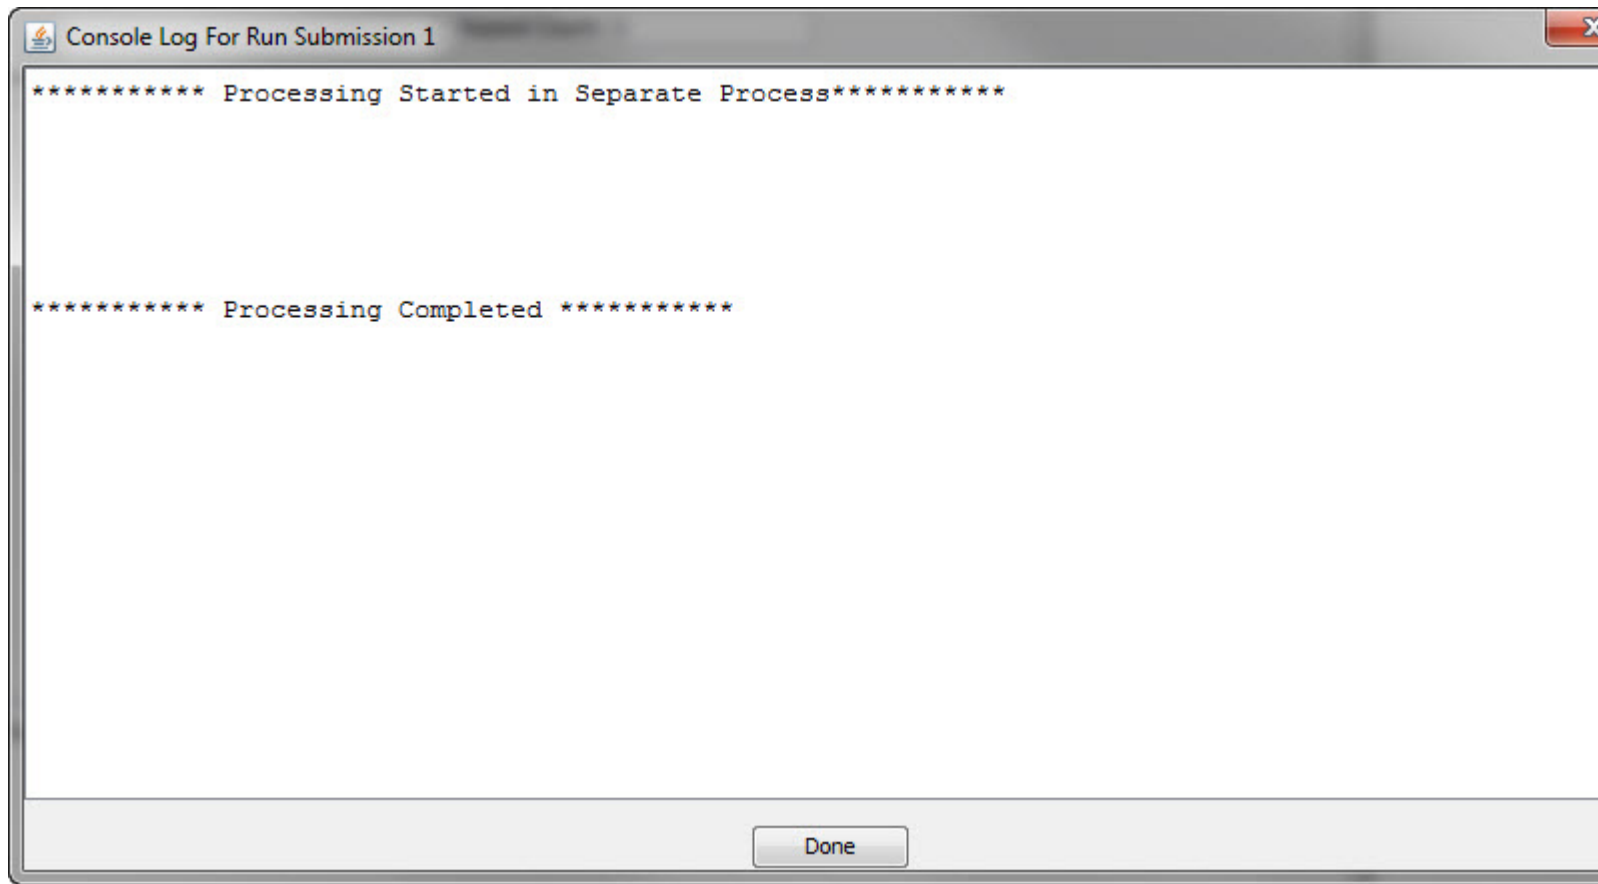 Console Log For Run Submission 1
*********** Processing Started in Separate Process***********
*********** Processing Completed ***********
Done